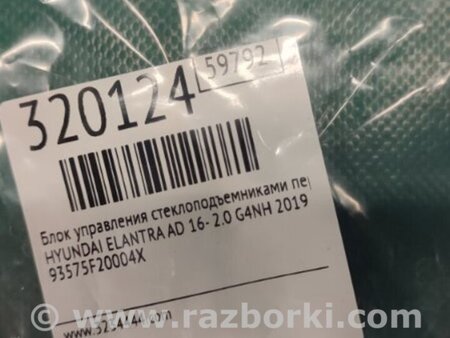 320124
59792
Блок управления стеклоподъемниками пе
HYUNDAI ELANTRA AD 16- 2.0 G4NH 2019
93575F20004X
www.razborki.com